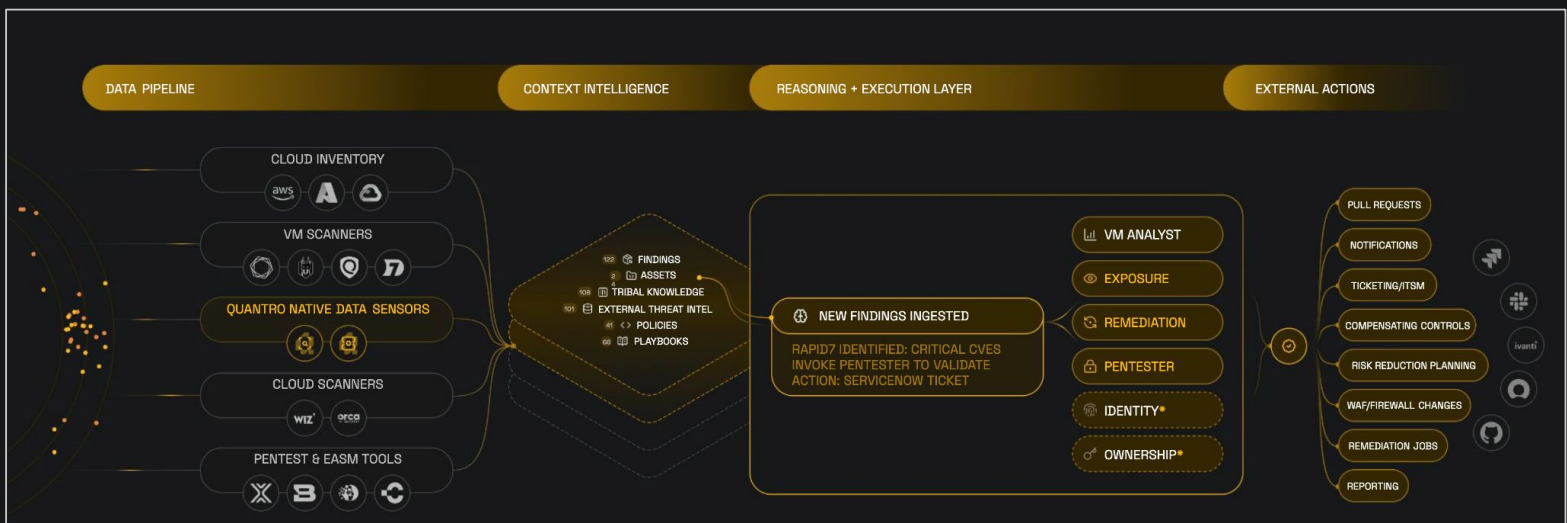 DATA PIPELINE
CONTEXT INTELLIGENCE
REASONING + EXECUTION LAYER
EXTERNAL ACTIONS
CLOUD INVENTORY
aws
VM SCANNERS
QUANTRO NATIVE DATA SENSORS
CLOUD SCANNERS
WIZ
orca
PENTEST & EASM TOOLS
122 FINDINGS
24 ASSETS
108 TRIBAL KNOWLEDGE
101 EXTERNAL THREAT INTEL
41 POLICIES
66 PLAYBOOKS
NEW FINDINGS INGESTED
RAPID7 IDENTIFIED: CRITICAL CVES
INVOKE PENTESTER TO VALIDATE
ACTION: SERVICENOW TICKET
VM ANALYST
EXPOSURE
REMEDIATION
PENTESTER
IDENTITY*
OWNERSHIP*
PULL REQUESTS
NOTIFICATIONS
TICKETING/ITSM
COMPENSATING CONTROLS
RISK REDUCTION PLANNING
WAF/FIREWALL CHANGES
REMEDIATION JOBS
REPORTING
ivanti